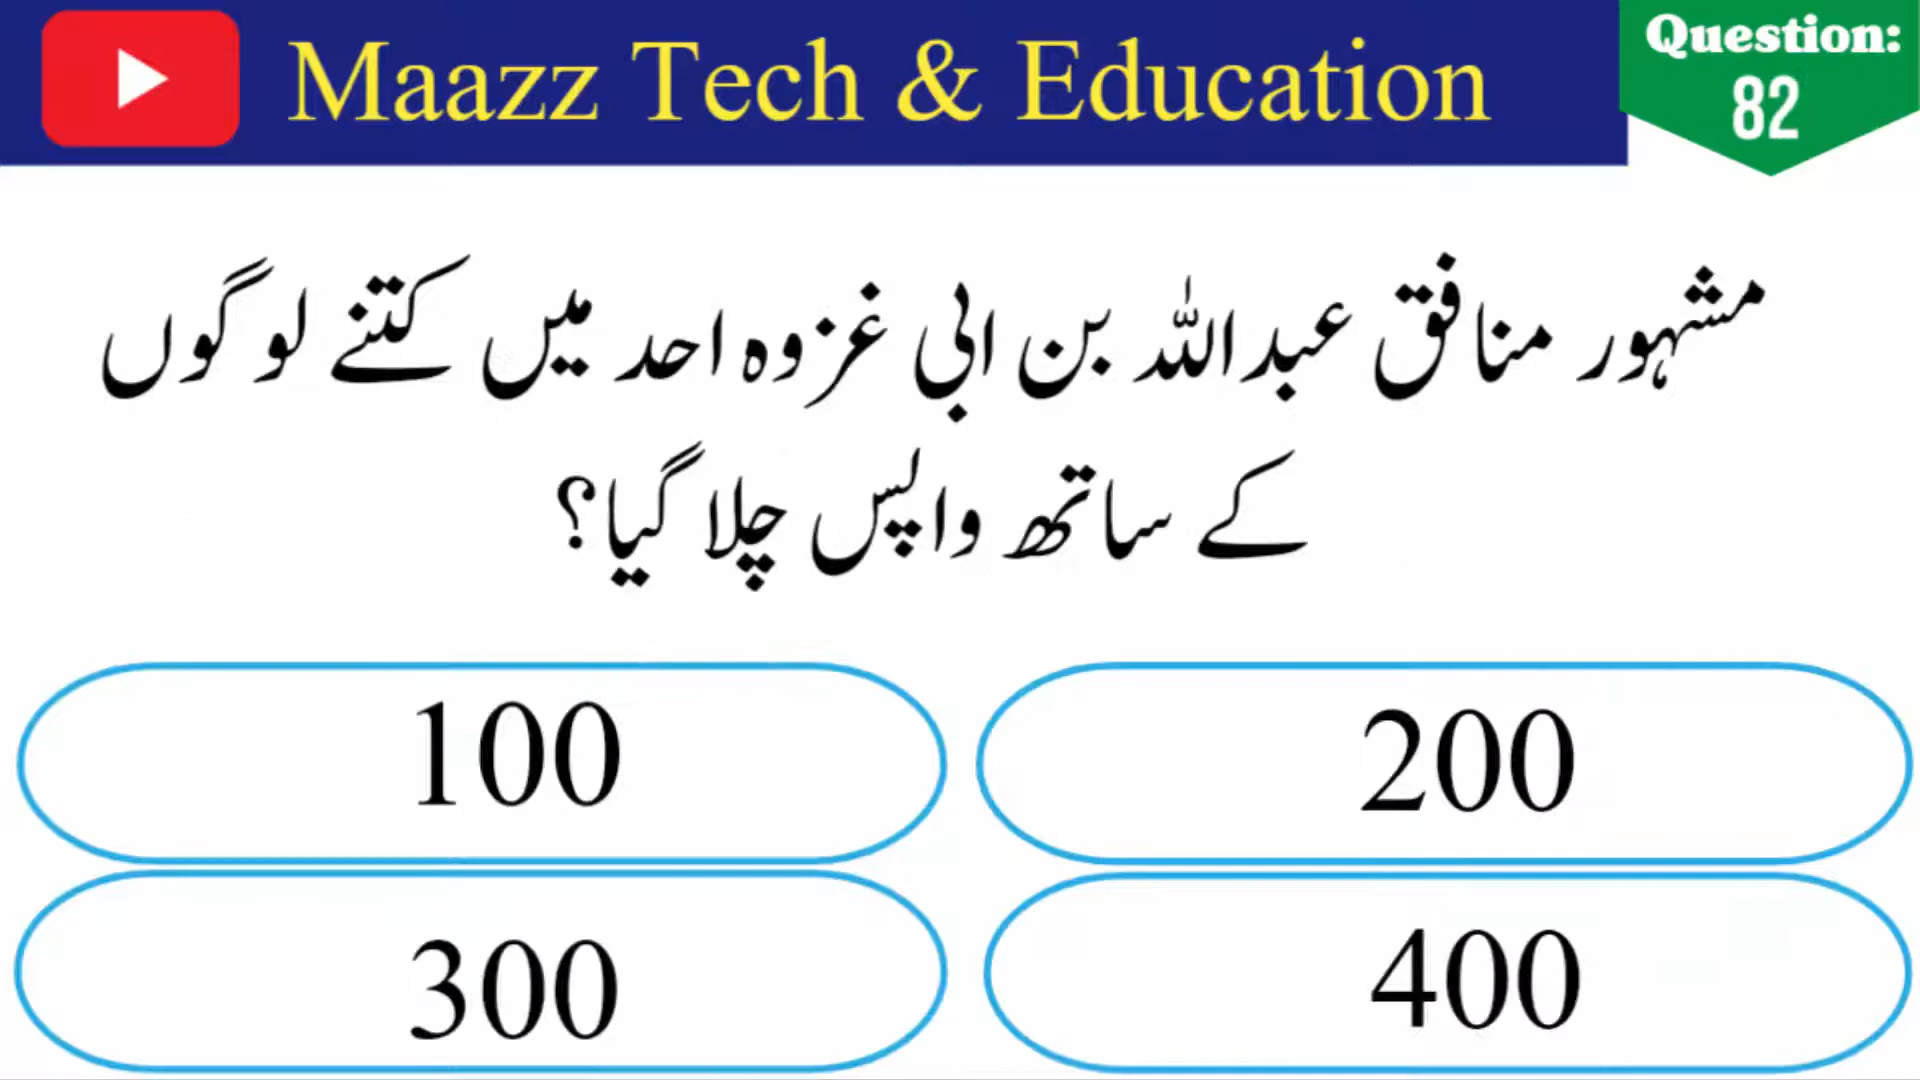 Maazz Tech & Education
Question:
82
مشہور منافق عبداللہ بن ابی غزوہ احد میں کتنے لوگوں
کے ساتھ واپس چلا گیا؟
100
200
300
400